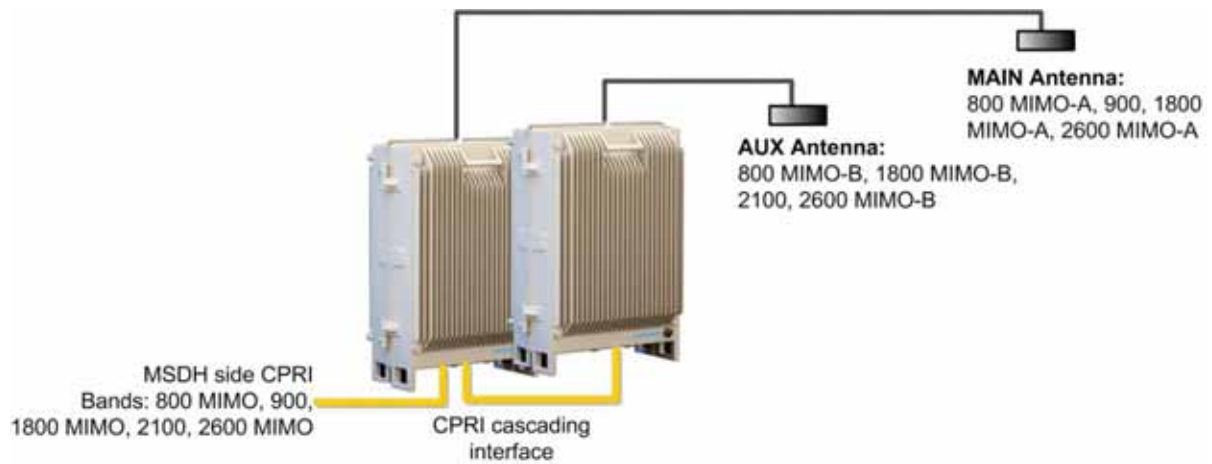 MAIN Antenna:
800 MIMO-A, 900, 1800
MIMO-A, 2600 MIMO-A
AUX Antenna:
800 MIMO-B, 1800 MIMO-B,
2100, 2600 MIMO-B
MSDH side CPRI
Bands: 800 MIMO, 900,
1800 MIMO, 2100, 2600 MIMO
CPRI cascading
interface